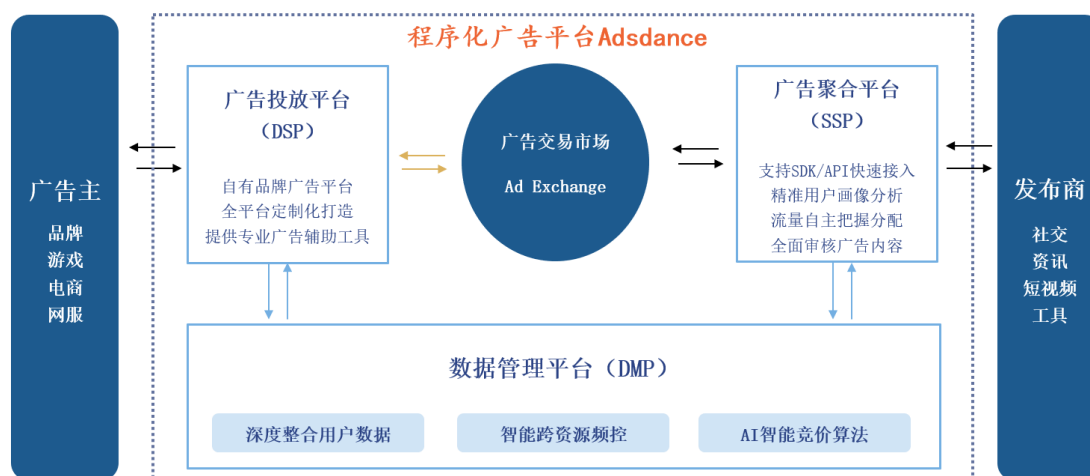 程序化广告平台Adsdance
广告主
品牌
游戏
电商
网服
广告投放平台
（DSP）
自有品牌广告平台
全平台定制化打造
提供专业广告辅助工具
广告交易市场
Ad Exchange
广告聚合平台
（SSP）
支持SDK/API快速接入
精准用户画像分析
流量自主把握分配
全面审核广告内容
发布商
社交
资讯
短视频
工具
数据管理平台（DMP）
深度整合用户数据
智能跨资源频控
AI智能竞价算法